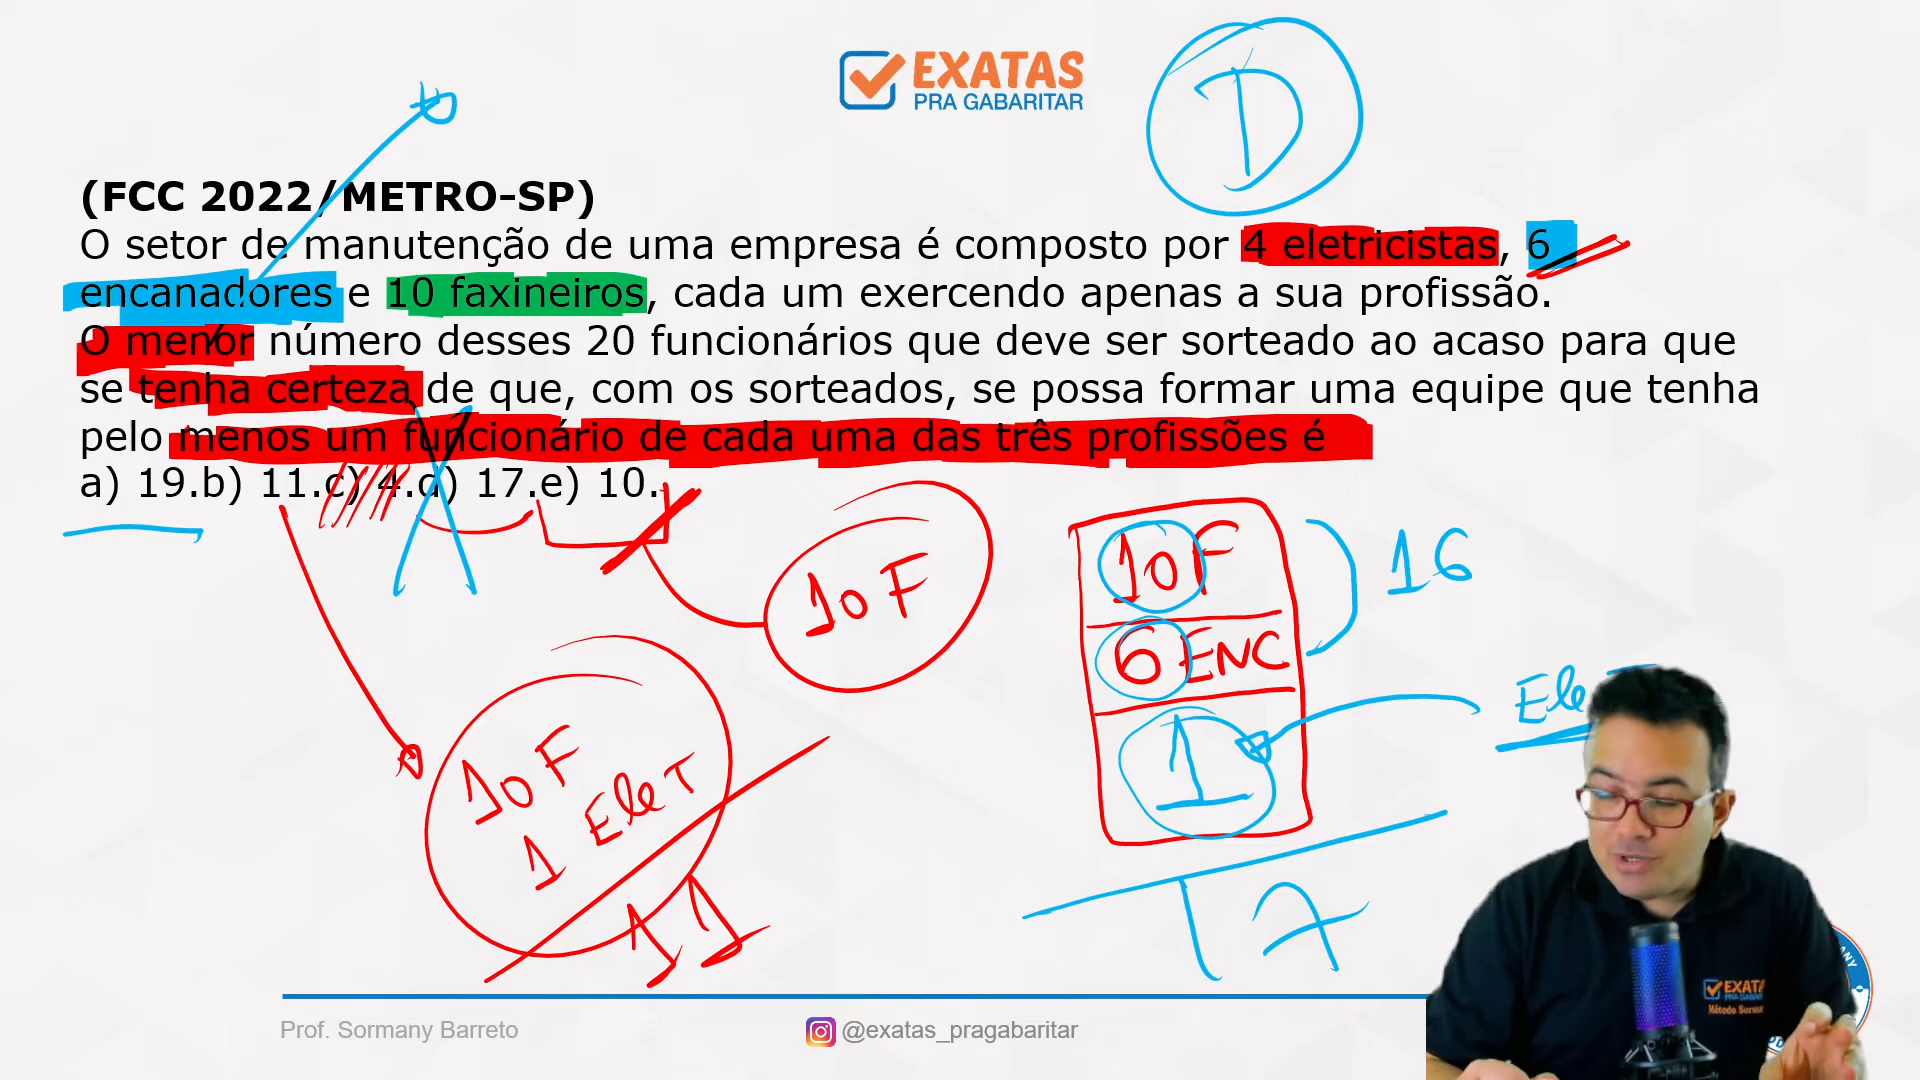 EXATAS
PRA GABARITAR
D
(FCC 2022/METRO-SP)
O setor de manutenção de uma empresa é composto por 4 eletricistas, 6
encanadores e 10 faxineiros, cada um exercendo apenas a sua profissão.
O menor número desses 20 funcionários que deve ser sorteado ao acaso para que
se tenha certeza de que, com os sorteados, se possa formar uma equipe que tenha
pelo menos um funcionário de cada uma das três profissões é
a) 19.b) 11.c) 4.d) 17.e) 10.
10 F
10 F
16
6 ENC
1
10 F
1 EleT
11
17
Prof. Sormany Barreto
@exatas_pragabaritar